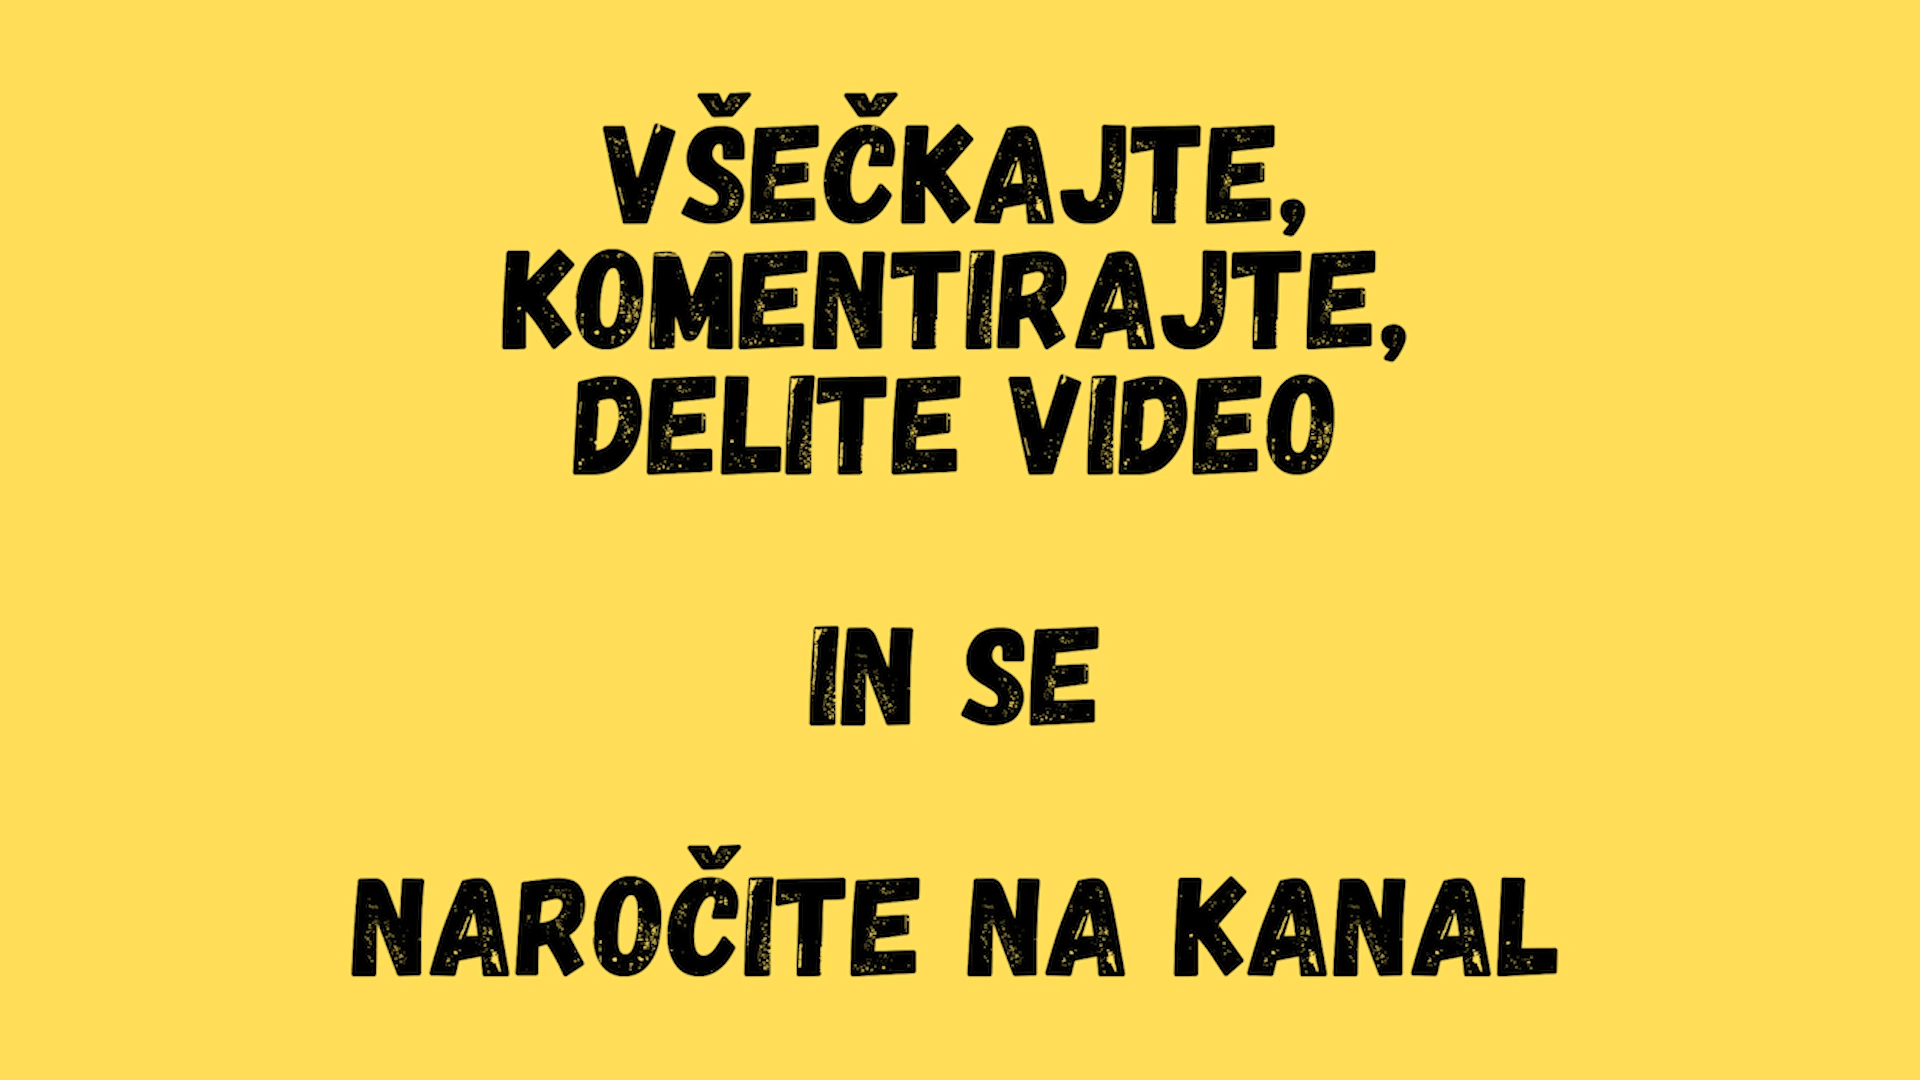 VŠEČKAJTE,
KOMENTIRAJTE,
DELITE VIDEO
IN SE
NAROČITE NA KANAL